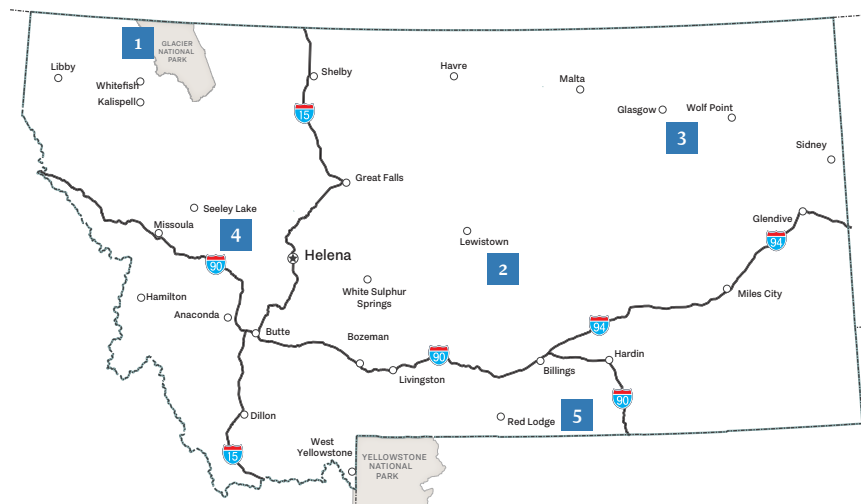 1
GLACIER
NATIONAL
PARK
Libby
Whitefish
Kalispell
Shelby
Havre
Malta
Glasgow
Wolf Point
15
3
Sidney
Great Falls
Seeley Lake
Missoula
4
Lewistown
Glendive
94
90
Helena
2
White Sulphur
Springs
Miles City
Hamilton
Anaconda
Butte
94
Bozeman
90
Livingston
Billings
Hardin
90
Dillon
Red Lodge
5
15
West
Yellowstone
YELLOWSTONE
NATIONAL
PARK